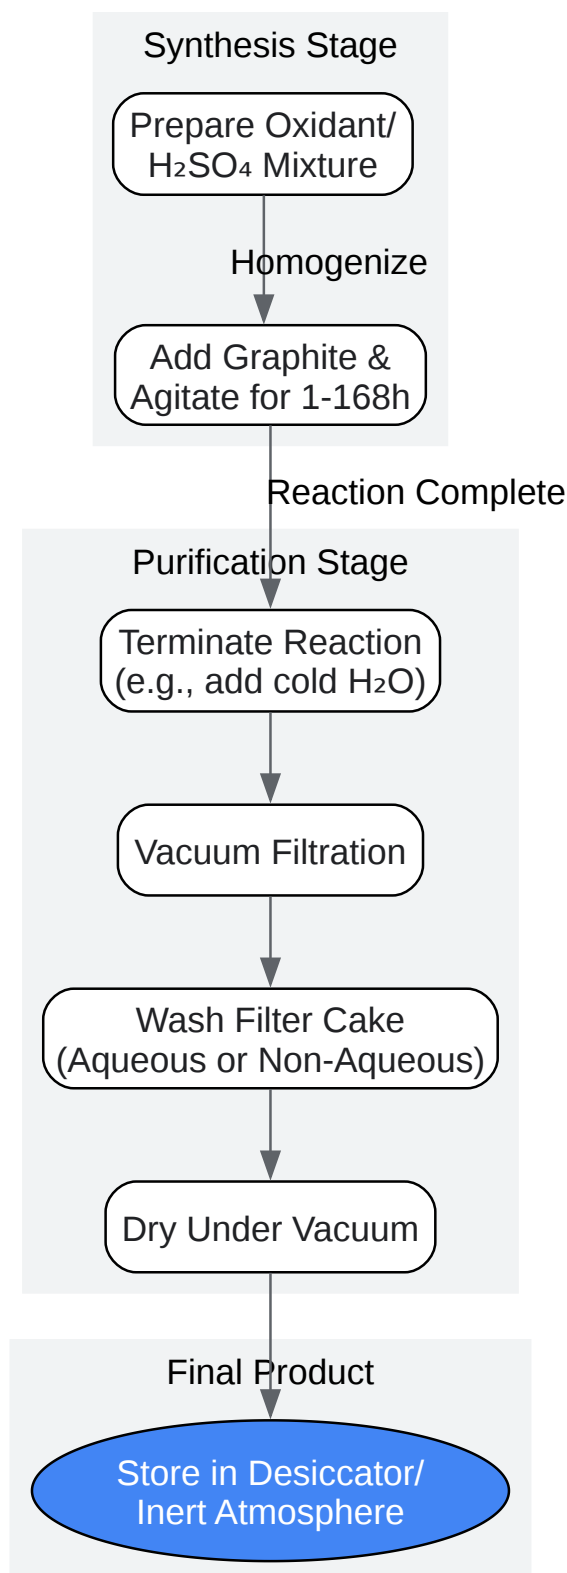 Synthesis Stage
Prepare Oxidant/
H₂SO₄ Mixture
Homogenize
Add Graphite &
Agitate for 1-168h
Reaction Complete
Purification Stage
Terminate Reaction
(e.g., add cold H₂O)
Vacuum Filtration
Wash Filter Cake
(Aqueous or Non-Aqueous)
Dry Under Vacuum
Final Product
Store in Desiccator/
Inert Atmosphere